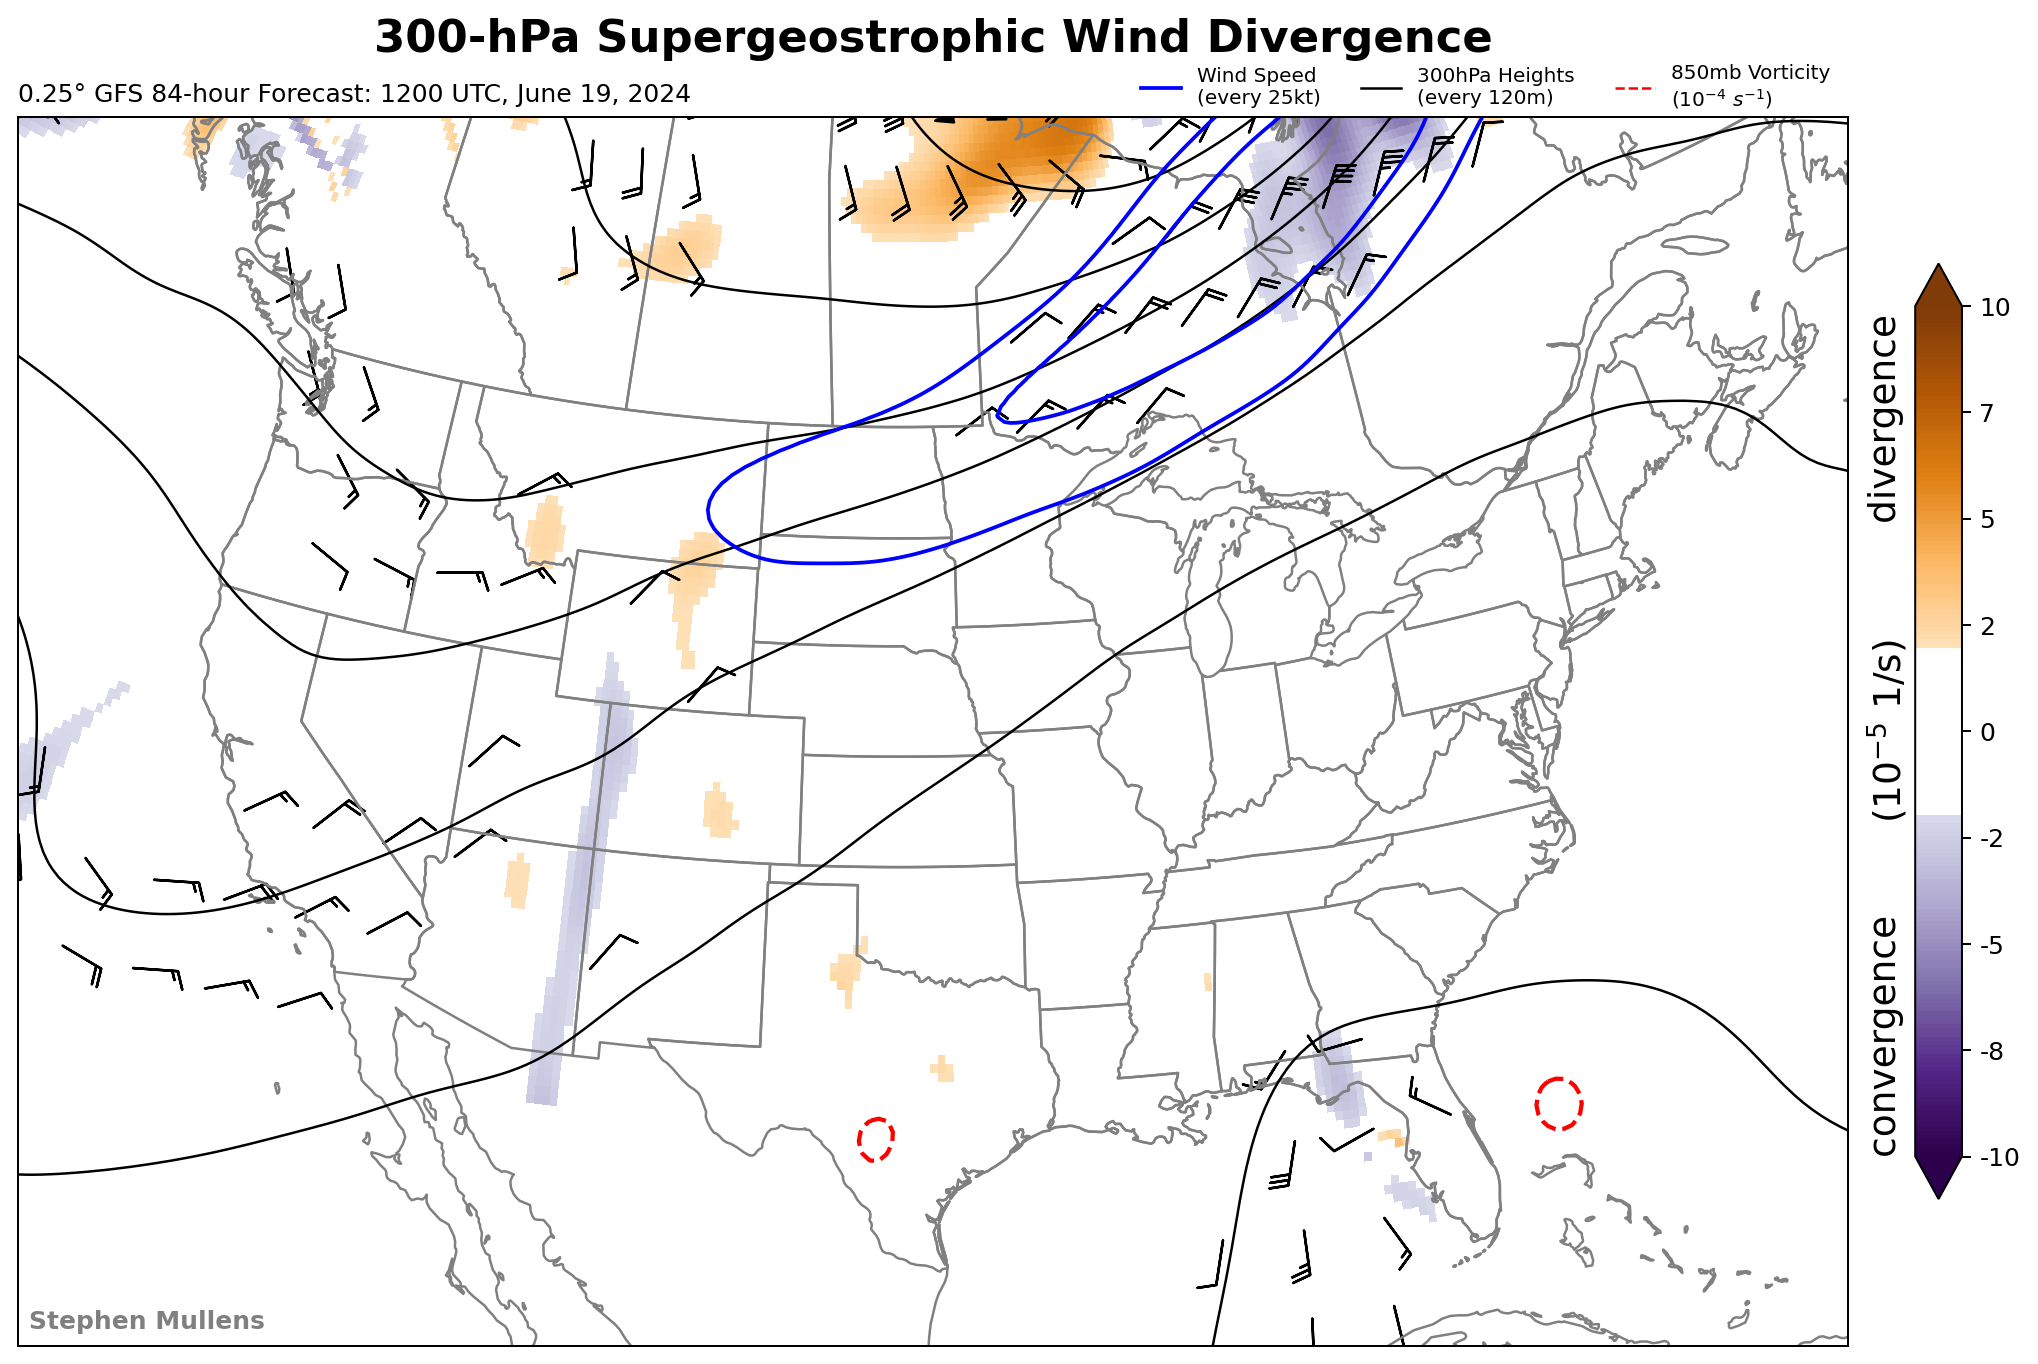 300-hPa Supergeostrophic Wind Divergence
0.25° GFS 84-hour Forecast: 1200 UTC, June 19, 2024
Wind Speed
(every 25kt)
300hPa Heights
(every 120m)
850mb Vorticity
(10⁻⁴ s⁻¹)
10
7
5
2
0
-2
-5
-8
-10
convergence (10⁻⁵ 1/s) divergence
Stephen Mullens